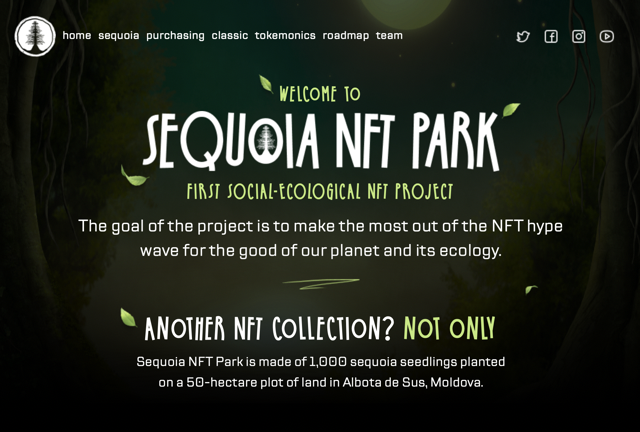 home sequoia purchasing classic tokemonics roadmap team
WELCOME TO
SEQUOIA NFT PARK
FIRST SOCIAL-ECOLOGICAL NFT PROJECT
The goal of the project is to make the most out of the NFT hype
wave for the good of our planet and its ecology.
ANOTHER NFT COLLECTION? NOT ONLY
Sequoia NFT Park is made of 1,000 sequoia seedlings planted
on a 50-hectare plot of land in Albota de Sus, Moldova.